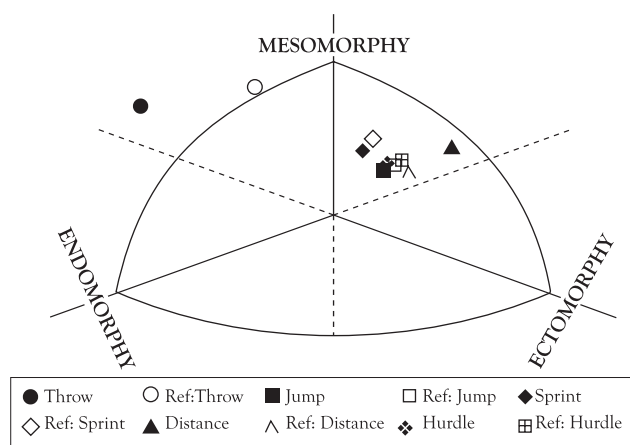 MESOMORPHY
ENDOMORPHY
ECTOMORPHY
Throw Ref:Throw Jump Ref: Jump Sprint
Ref: Sprint Distance Ref: Distance Hurdle Ref: Hurdle